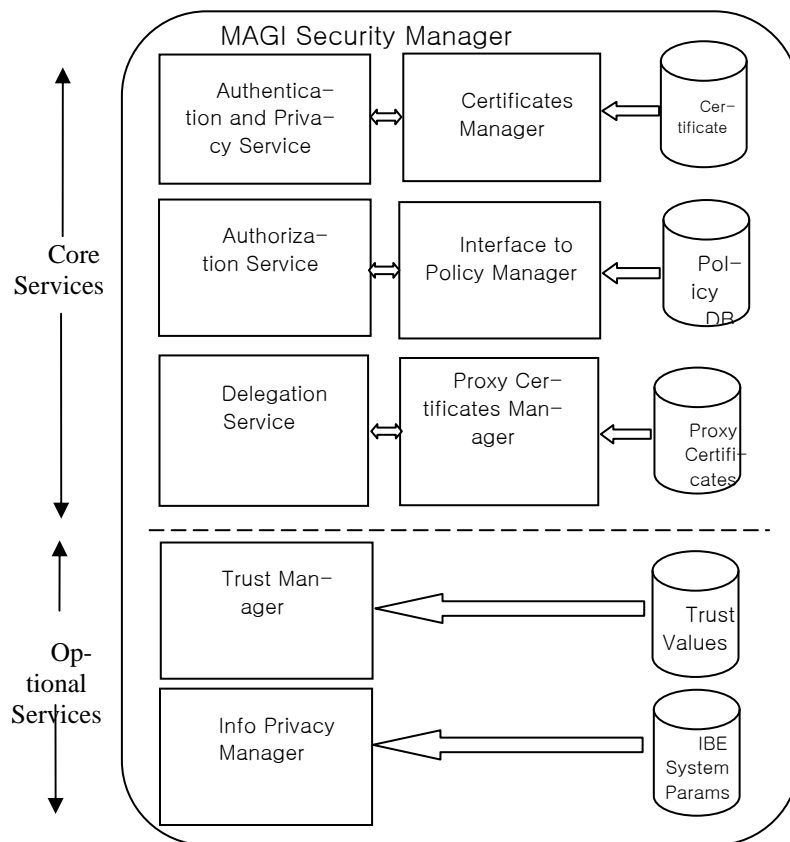 MAGI Security Manager
Authentica-
tion and Priva-
cy Service
Certificates
Manager
Cer-
tificate
Core
Services
Authoriza-
tion Service
Interface to
Policy Manager
Pol-
icy
DB
Delegation
Service
Proxy Cer-
tificates Man-
ager
Proxy
Certifi-
cates
Op-
tional
Services
Trust Man-
ager
Trust
Values
Info Privacy
Manager
IBE
System
Params